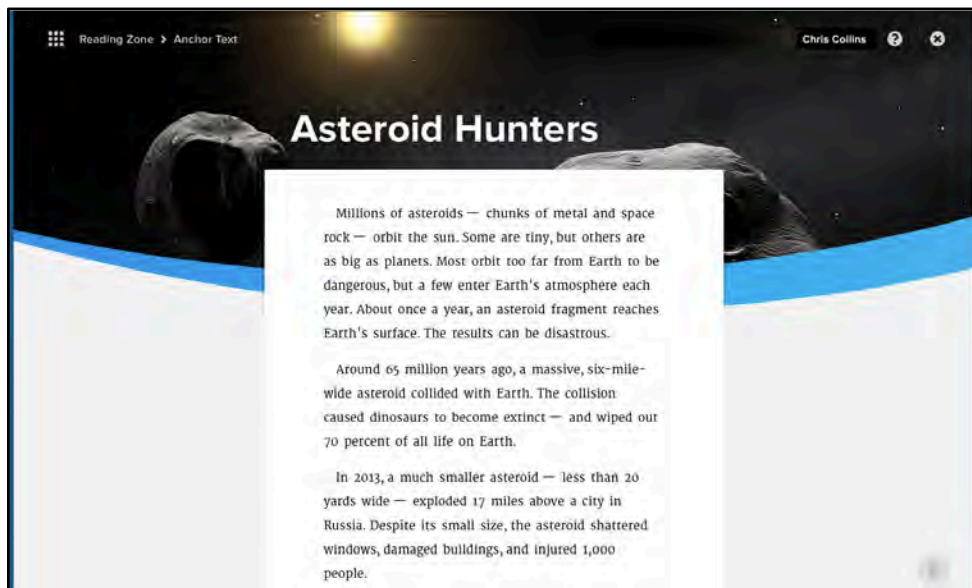 Reading Zone > Anchor Text
Chris Collins
Asteroid Hunters
Millions of asteroids — chunks of metal and space
rock — orbit the sun. Some are tiny, but others are
as big as planets. Most orbit too far from Earth to be
dangerous, but a few enter Earth's atmosphere each
year. About once a year, an asteroid fragment reaches
Earth's surface. The results can be disastrous.
Around 65 million years ago, a massive, six-mile-
wide asteroid collided with Earth. The collision
caused dinosaurs to become extinct — and wiped out
70 percent of all life on Earth.
In 2013, a much smaller asteroid — less than 20
yards wide — exploded 17 miles above a city in
Russia. Despite its small size, the asteroid shattered
windows, damaged buildings, and injured 1,000
people.